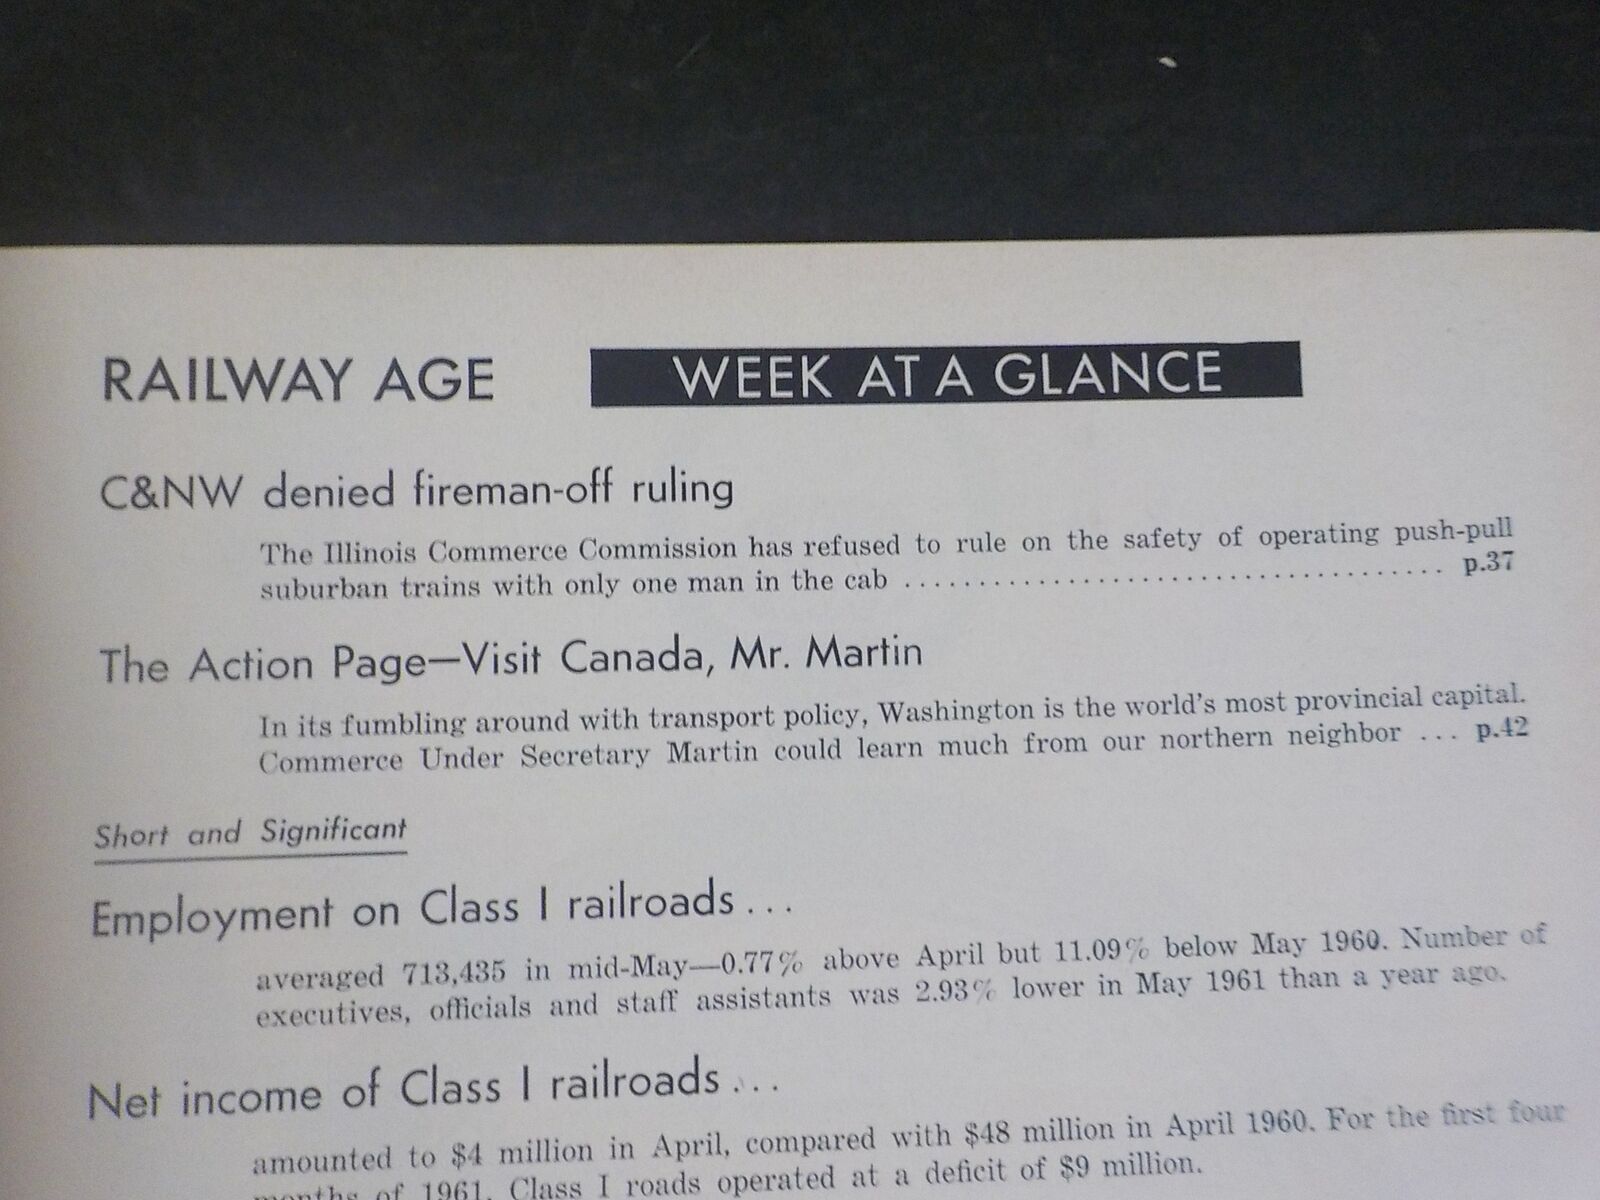 RAILWAY AGE WEEK AT A GLANCE
C&NW denied fireman-off ruling
The Illinois Commerce Commission has refused to rule on the safety of operating push-pull
suburban trains with only one man in the cab ..................................... p.37
The Action Page—Visit Canada, Mr. Martin
In its fumbling around with transport policy, Washington is the world's most provincial capital.
Commerce Under Secretary Martin could learn much from our northern neighbor ... p.42
Short and Significant
Employment on Class I railroads...
averaged 713,435 in mid-May—0.77% above April but 11.09% below May 1960. Number of
executives, officials and staff assistants was 2.93% lower in May 1961 than a year ago.
Net income of Class I railroads...
amounted to $4 million in April, compared with $48 million in April 1960. For the first four
months of 1961, Class I roads operated at a deficit of $9 million.